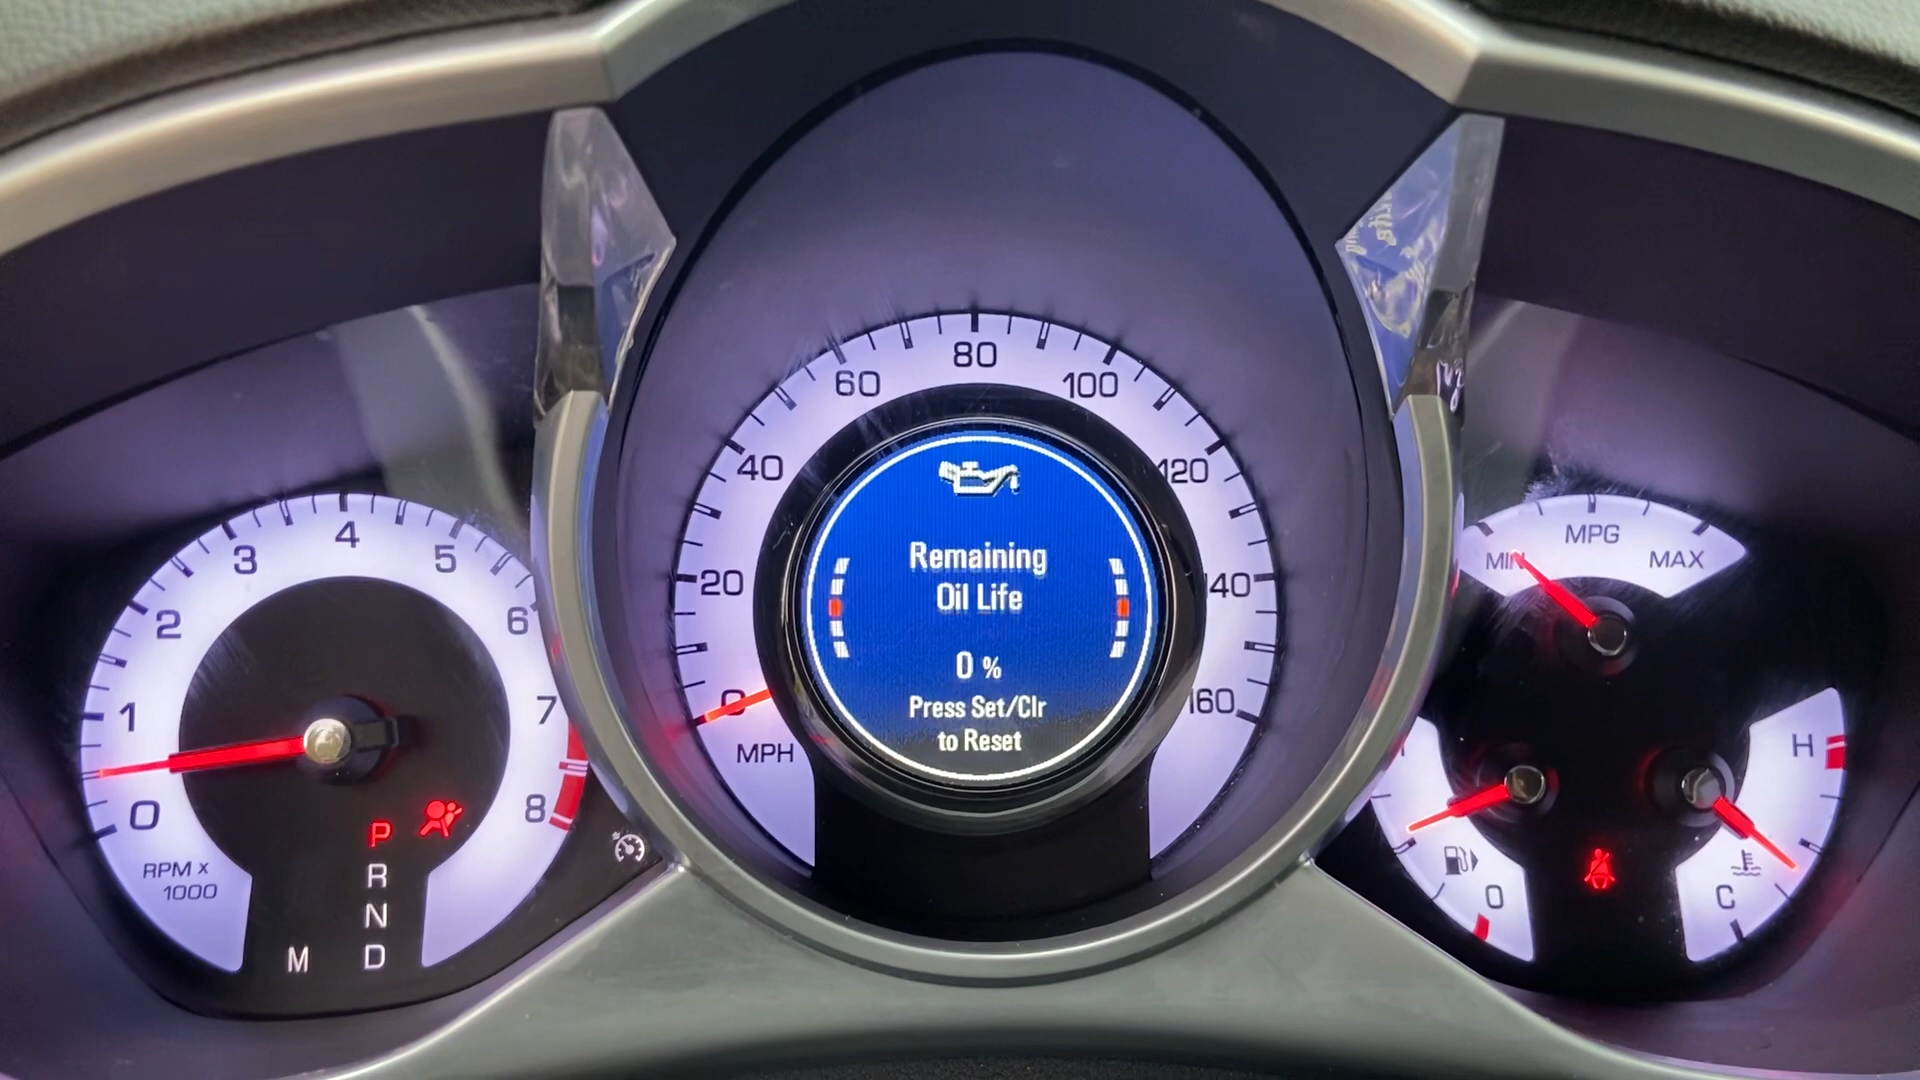 0
1
2
3
4
5
6
7
8
RPM x
1000
P
R
N
D
M
0
20
40
60
80
100
120
140
160
MPH
Remaining
Oil Life
0 %
Press Set/Clr
to Reset
MIN
MPG
MAX
0
H
C